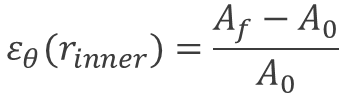 ε_θ(r_inner) = (A_f − A_0) / A_0